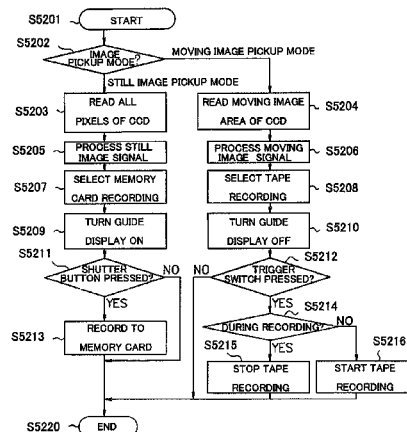 S5201
START
S5202
IMAGE
PICKUP MODE?
MOVING IMAGE PICKUP MODE
STILL IMAGE PICKUP MODE
S5203
READ ALL
PIXELS OF CCD
READ MOVING IMAGE
AREA OF CCD
S5204
S5205
PROCESS STILL
IMAGE SIGNAL
PROCESS MOVING
IMAGE SIGNAL
S5206
S5207
SELECT MEMORY
CARD RECORDING
SELECT TAPE
RECORDING
S5208
S5209
TURN GUIDE
DISPLAY ON
TURN GUIDE
DISPLAY OFF
S5210
S5211
SHUTTER
BUTTON PRESSED?
NO
YES
S5212
TRIGGER
SWITCH PRESSED?
NO
YES
S5213
RECORD TO
MEMORY CARD
S5214
DURING RECORDING?
NO
YES
S5215
STOP TAPE
RECORDING
S5216
START TAPE
RECORDING
S5220
END